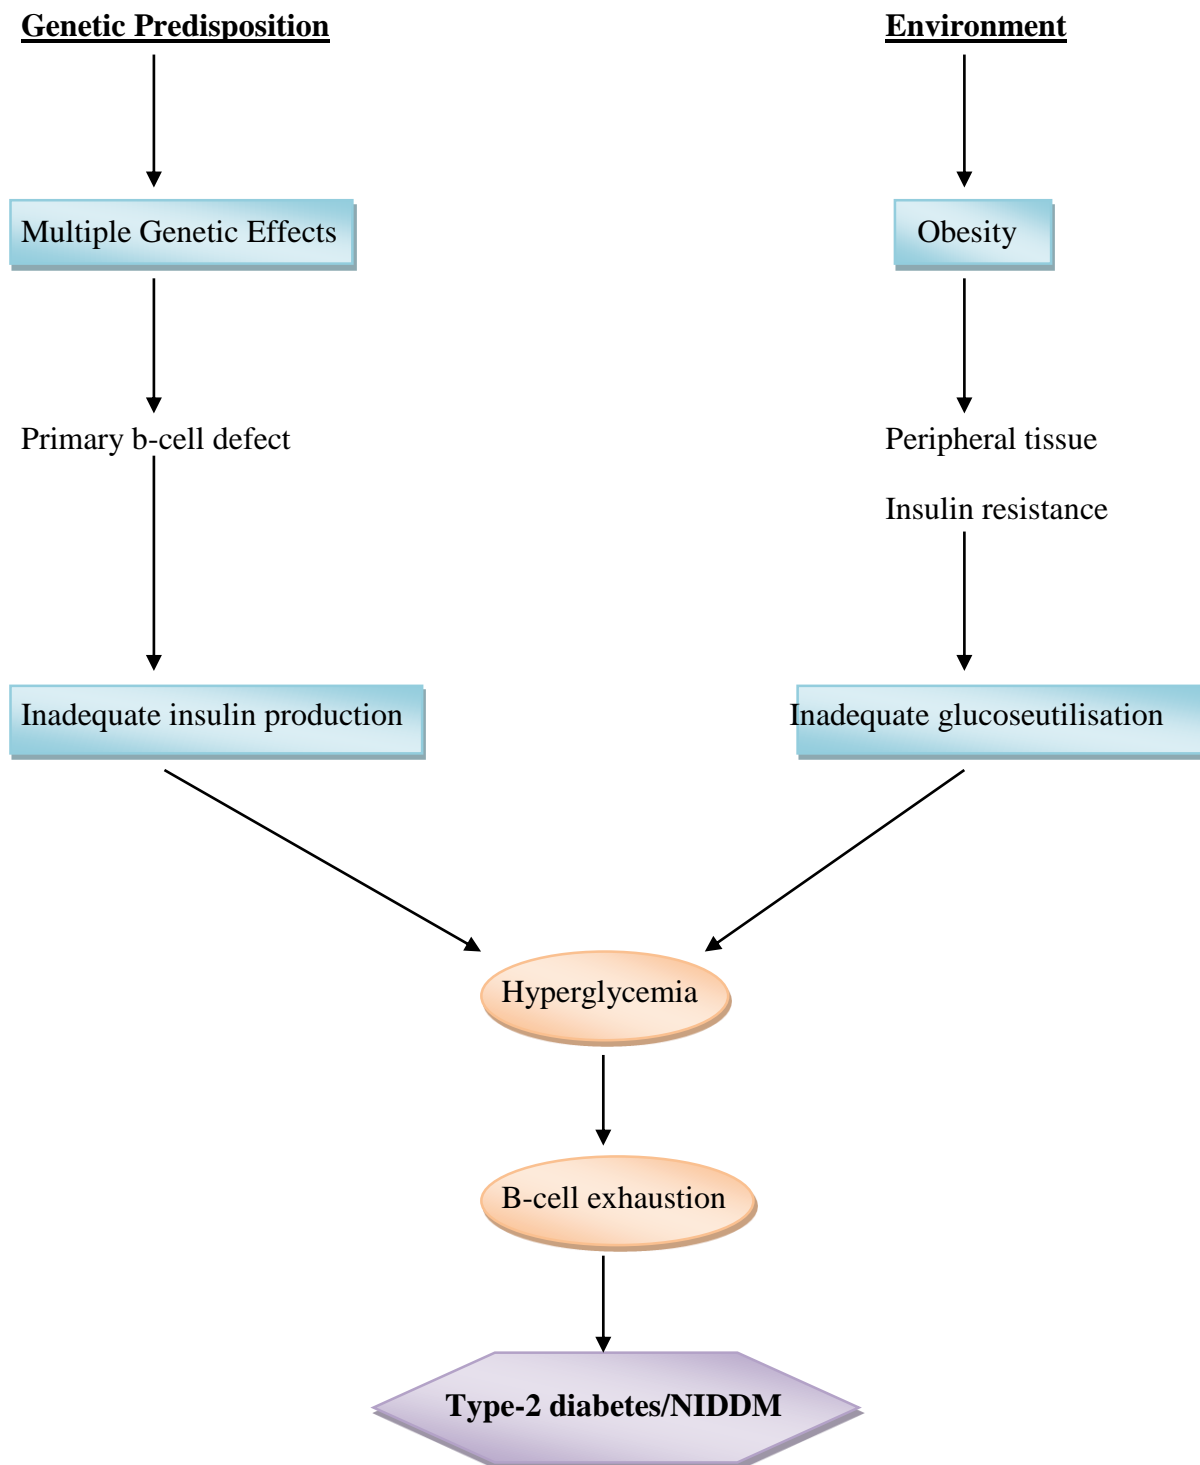 Genetic Predisposition
Environment
Multiple Genetic Effects
Obesity
Primary b-cell defect
Peripheral tissue
Insulin resistance
Inadequate insulin production
Inadequate glucoseutilisation
Hyperglycemia
B-cell exhaustion
Type-2 diabetes/NIDDM